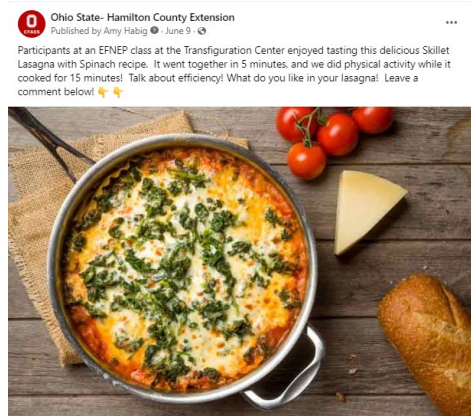 O
CFAES
Ohio State- Hamilton County Extension
Published by Amy Habig · June 9 ·
Participants at an EFNEP class at the Transfiguration Center enjoyed tasting this delicious Skillet
Lasagna with Spinach recipe.  It went together in 5 minutes, and we did physical activity while it
cooked for 15 minutes!  Talk about efficiency! What do you like in your lasagna!  Leave a
comment below! 👇 👇